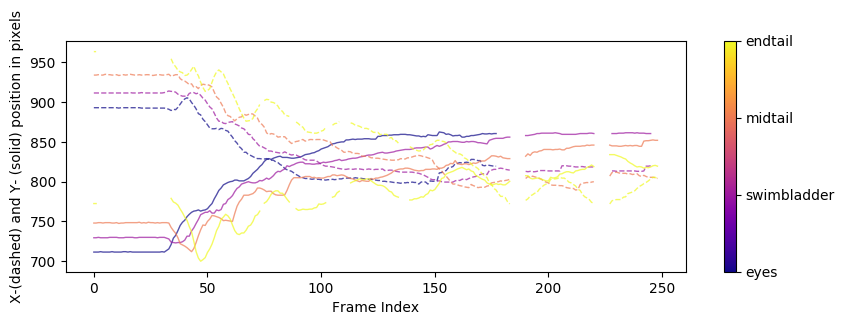 X-(dashed) and Y- (solid) position in pixels
950
900
850
800
750
700
0 50 100 150 200 250
Frame Index
endtail
midtail
swimbladder
eyes